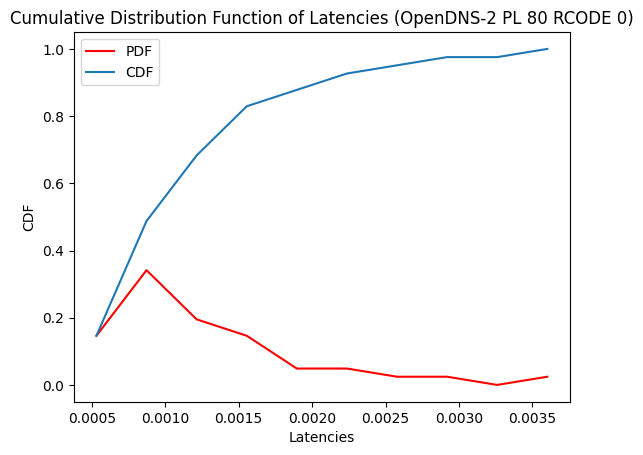 Cumulative Distribution Function of Latencies (OpenDNS-2 PL 80 RCODE 0)
PDF
CDF
1.0
0.8
0.6
0.4
0.2
0.0
CDF
0.0005 0.0010 0.0015 0.0020 0.0025 0.0030 0.0035
Latencies